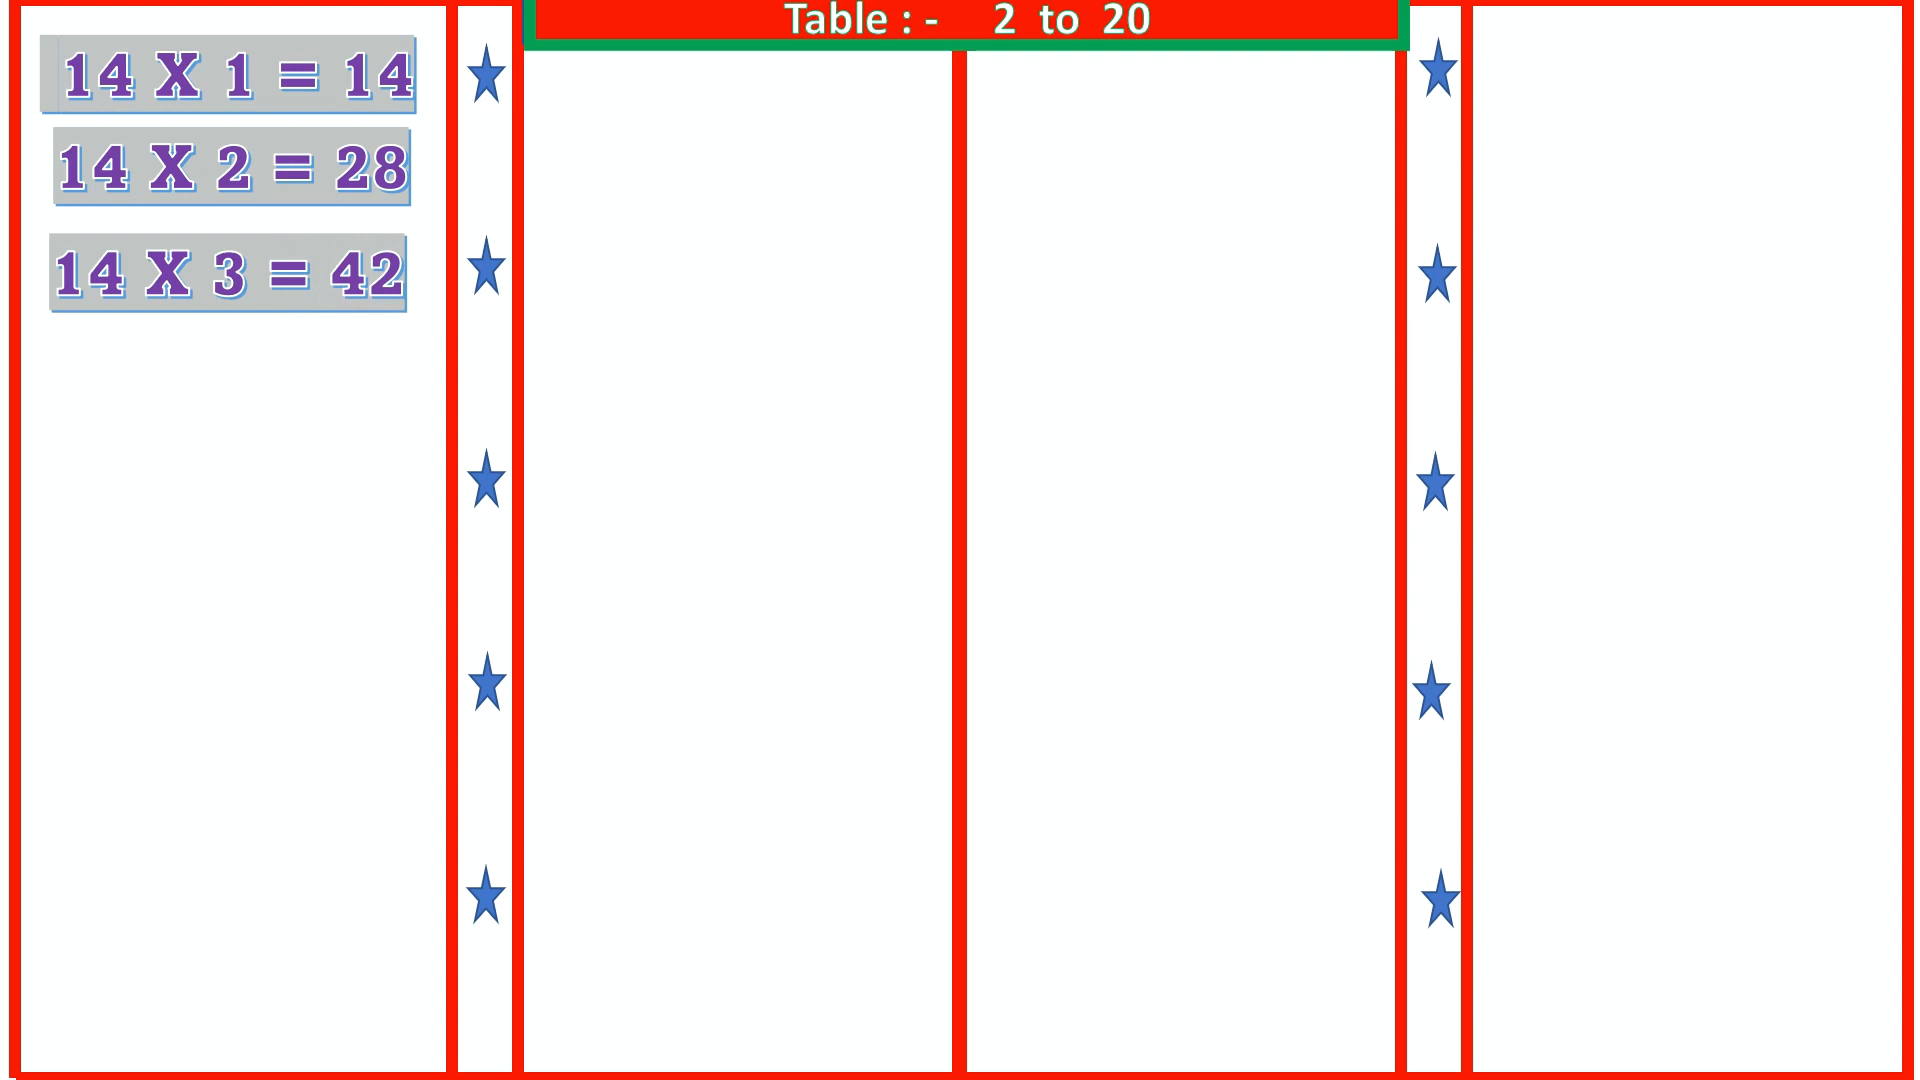 Table : - 2 to 20
14 X 1 = 14
14 X 2 = 28
14 X 3 = 42